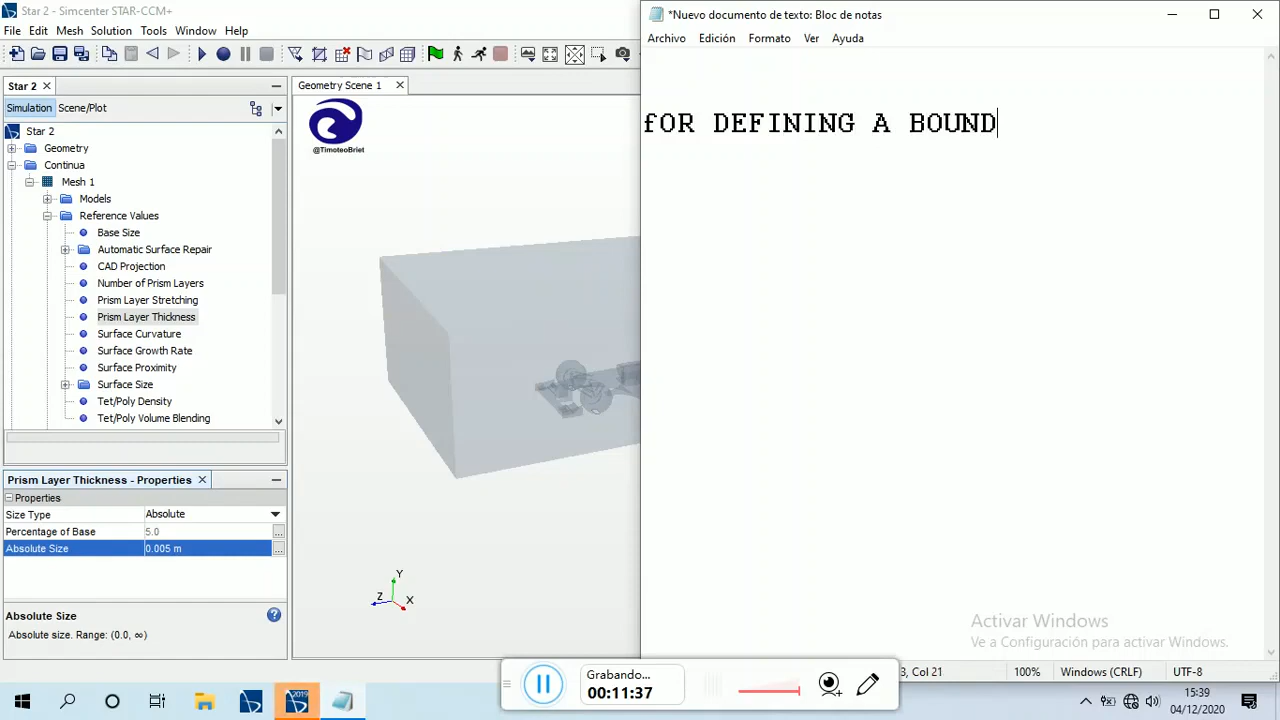 Star 2 - Simcenter STAR-CCM+
File Edit Mesh Solution Tools Window Help
Star 2
Simulation Scene/Plot
Star 2
Geometry
Continua
Mesh 1
Models
Reference Values
Base Size
Automatic Surface Repair
CAD Projection
Number of Prism Layers
Prism Layer Stretching
Prism Layer Thickness
Surface Curvature
Surface Growth Rate
Surface Proximity
Surface Size
Tet/Poly Density
Tet/Poly Volume Blending
Prism Layer Thickness - Properties
Properties
Size Type Absolute
Percentage of Base 5.0
Absolute Size 0.005 m
Absolute Size
Absolute size. Range: (0.0, ∞)
Geometry Scene 1
@TimoteoBriet
Y
Z
X
*Nuevo documento de texto: Bloc de notas
Archivo Edición Formato Ver Ayuda
fOR DEFINING A BOUND
Activar Windows
Ve a Configuración para activar Windows.
3, Col 21 100% Windows (CRLF) UTF-8
Grabando...
00:11:37
2019
15:39
04/12/2020